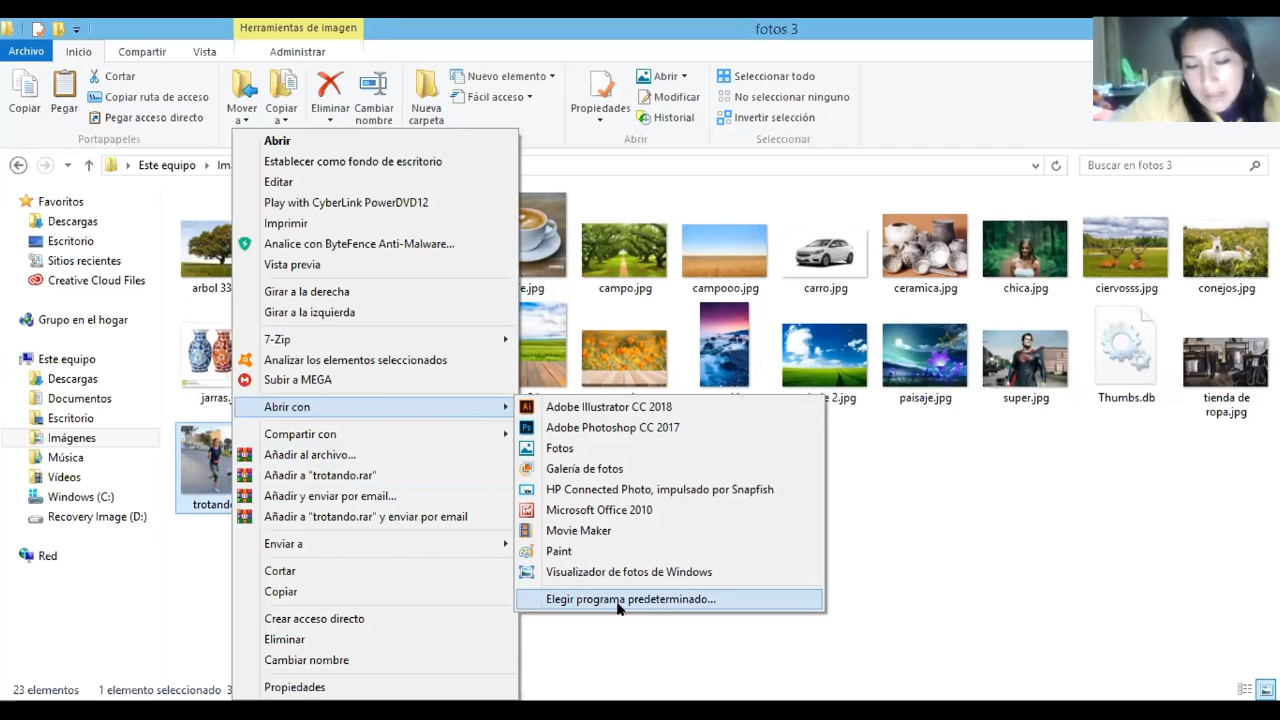 Herramientas de imagen
fotos 3
Archivo
Inicio
Compartir
Vista
Administrar
Copiar
Pegar
Cortar
Copiar ruta de acceso
Pegar acceso directo
Portapapeles
Mover a
Copiar a
Eliminar
Cambiar nombre
Nueva carpeta
Nuevo elemento
Fácil acceso
Propiedades
Abrir
Modificar
Historial
Abrir
Seleccionar todo
No seleccionar ninguno
Invertir selección
Seleccionar
Este equipo
Buscar en fotos 3
Favoritos
Descargas
Escritorio
Sitios recientes
Creative Cloud Files
Grupo en el hogar
Este equipo
Descargas
Documentos
Escritorio
Imágenes
Música
Vídeos
Windows (C:)
Recovery Image (D:)
Red
Abrir
Establecer como fondo de escritorio
Editar
Play with CyberLink PowerDVD12
Imprimir
Analice con ByteFence Anti-Malware...
Vista previa
Girar a la derecha
Girar a la izquierda
7-Zip
Analizar los elementos seleccionados
Subir a MEGA
Abrir con
Compartir con
Añadir al archivo...
Añadir a "trotando.rar"
Añadir y enviar por email...
Añadir a "trotando.rar" y enviar por email
Enviar a
Cortar
Copiar
Crear acceso directo
Eliminar
Cambiar nombre
Propiedades
Adobe Illustrator CC 2018
Adobe Photoshop CC 2017
Fotos
Galería de fotos
HP Connected Photo, impulsado por Snapfish
Microsoft Office 2010
Movie Maker
Paint
Visualizador de fotos de Windows
Elegir programa predeterminado...
arbol 33
campo.jpg
campooo.jpg
carro.jpg
ceramica.jpg
chica.jpg
ciervosss.jpg
conejos.jpg
jarras.
2.jpg
paisaje.jpg
super.jpg
Thumbs.db
tienda de
ropa.jpg
trotando
23 elementos
1 elemento seleccionado